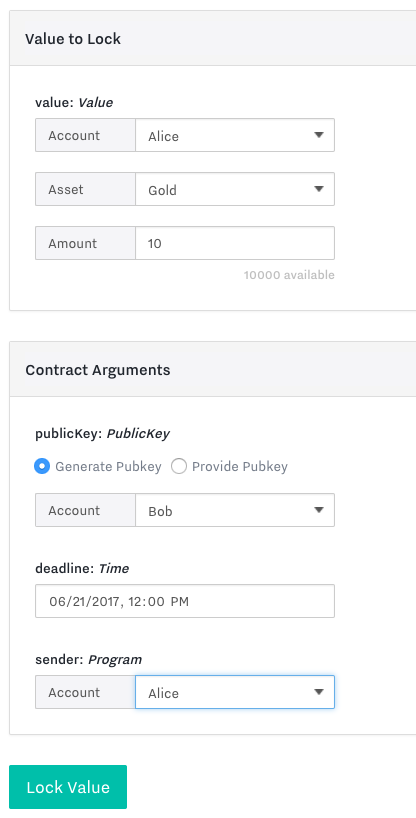 Value to Lock
value: Value
Account Alice
Asset Gold
Amount 10
10000 available
Contract Arguments
publicKey: PublicKey
Generate Pubkey Provide Pubkey
Account Bob
deadline: Time
06/21/2017, 12:00 PM
sender: Program
Account Alice
Lock Value